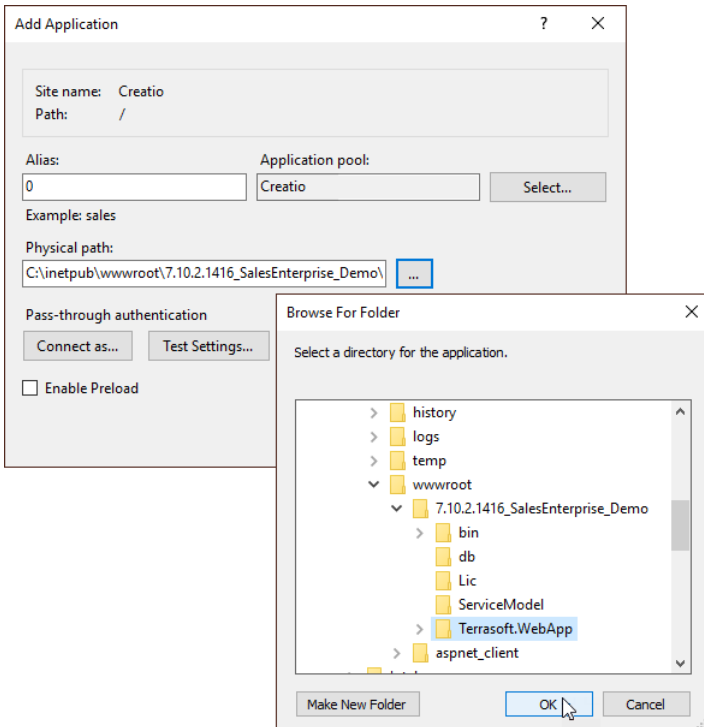 Add Application
?
Site name: Creatio
Path: /
Alias:
Application pool:
0
Creatio
Select...
Example: sales
Physical path:
C:\inetpub\wwwroot\7.10.2.1416_SalesEnterprise_Demo\
...
Pass-through authentication
Connect as...
Test Settings...
Enable Preload
Browse For Folder
Select a directory for the application.
history
logs
temp
wwwroot
7.10.2.1416_SalesEnterprise_Demo
bin
db
Lic
ServiceModel
Terrasoft.WebApp
aspnet_client
Make New Folder
OK
Cancel